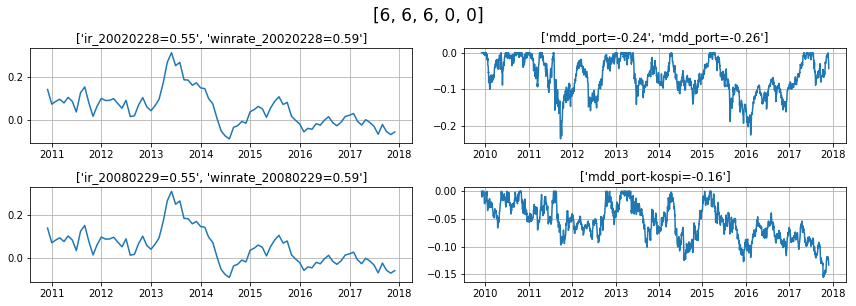 [6, 6, 6, 0, 0]
['ir_20020228=0.55', 'winrate_20020228=0.59']
0.2
0.0
2011 2012 2013 2014 2015 2016 2017 2018
['mdd_port=-0.24', 'mdd_port=-0.26']
0.0
−0.1
−0.2
2010 2011 2012 2013 2014 2015 2016 2017 2018
['ir_20080229=0.55', 'winrate_20080229=0.59']
0.2
0.0
2011 2012 2013 2014 2015 2016 2017 2018
['mdd_port-kospi=-0.16']
0.00
−0.05
−0.10
−0.15
2010 2011 2012 2013 2014 2015 2016 2017 2018